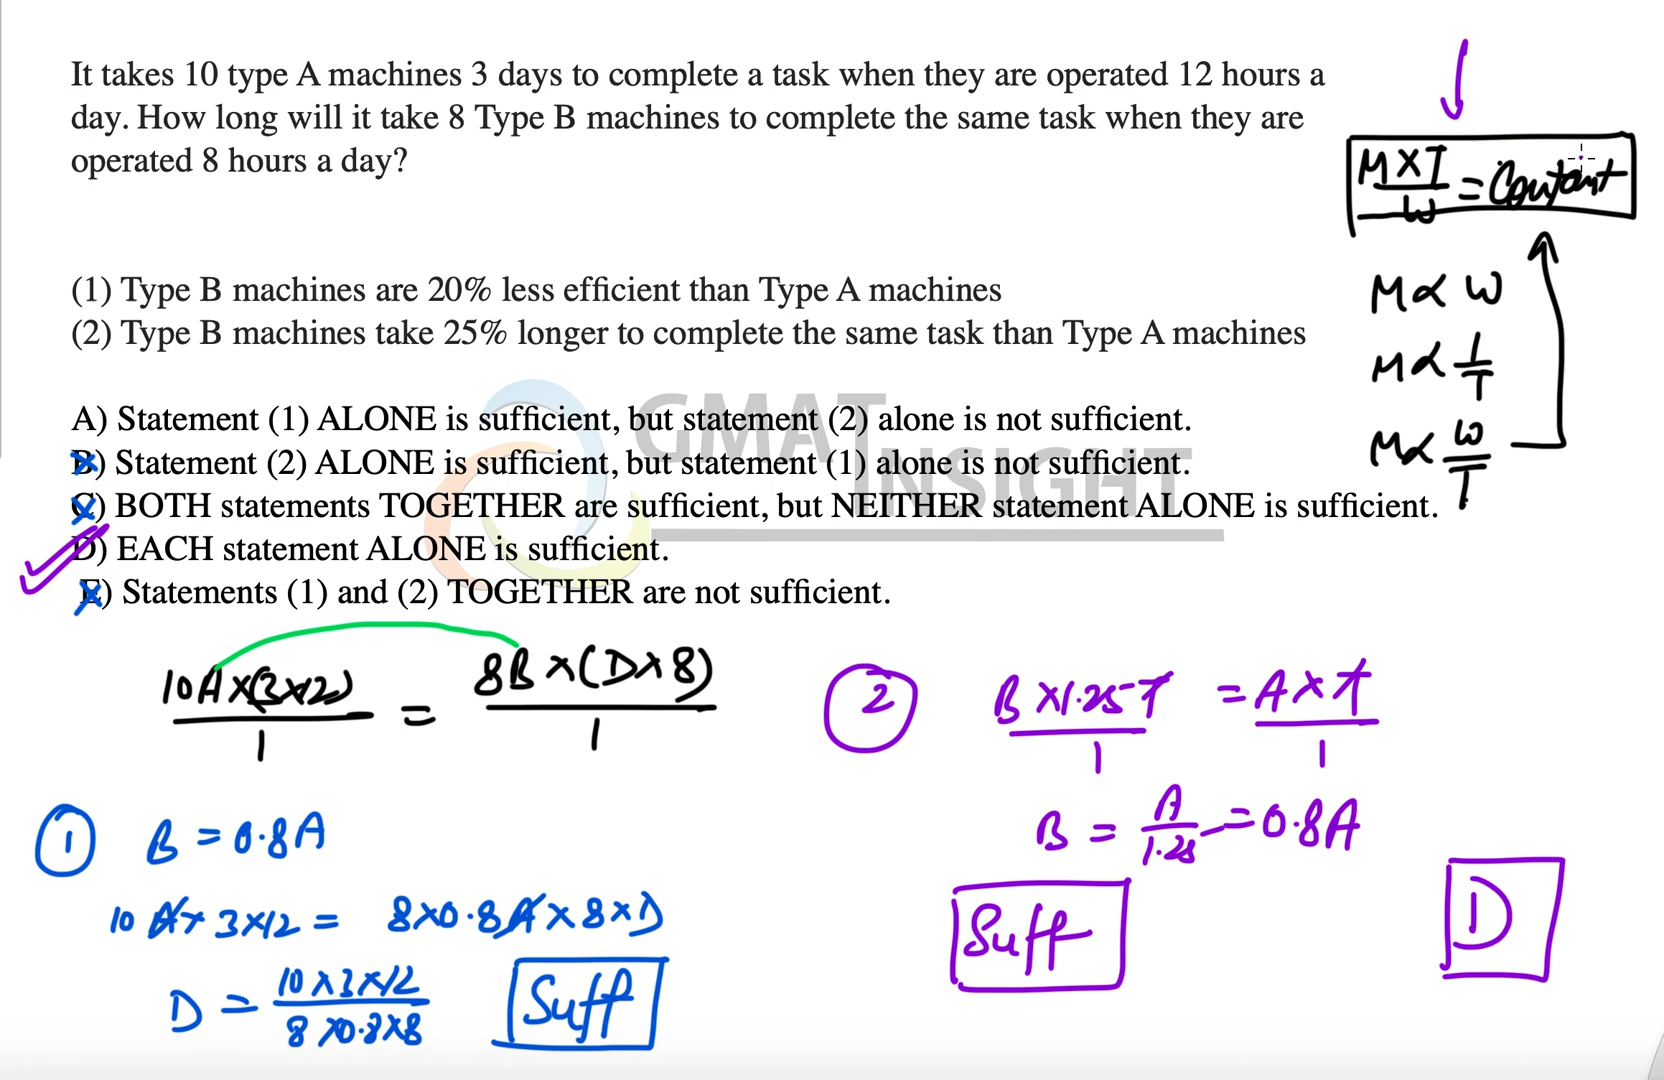 It takes 10 type A machines 3 days to complete a task when they are operated 12 hours a
day. How long will it take 8 Type B machines to complete the same task when they are
operated 8 hours a day?
M×T/W = Constant
(1) Type B machines are 20% less efficient than Type A machines
(2) Type B machines take 25% longer to complete the same task than Type A machines
M∝W
M∝1/T
M∝W/T
GMAT
INSIGHT
A) Statement (1) ALONE is sufficient, but statement (2) alone is not sufficient.
B) Statement (2) ALONE is sufficient, but statement (1) alone is not sufficient.
C) BOTH statements TOGETHER are sufficient, but NEITHER statement ALONE is sufficient.
D) EACH statement ALONE is sufficient.
E) Statements (1) and (2) TOGETHER are not sufficient.
10A×(3×12)/1 = 8B×(D×8)/1
1 B = 0.8A
10A×3×12 = 8×0.8A×8×D
D = 10×3×12/8×0.8×8
Suff
2 B×1.25T/1 = A×T/1
B = A/1.25 = 0.8A
Suff
D